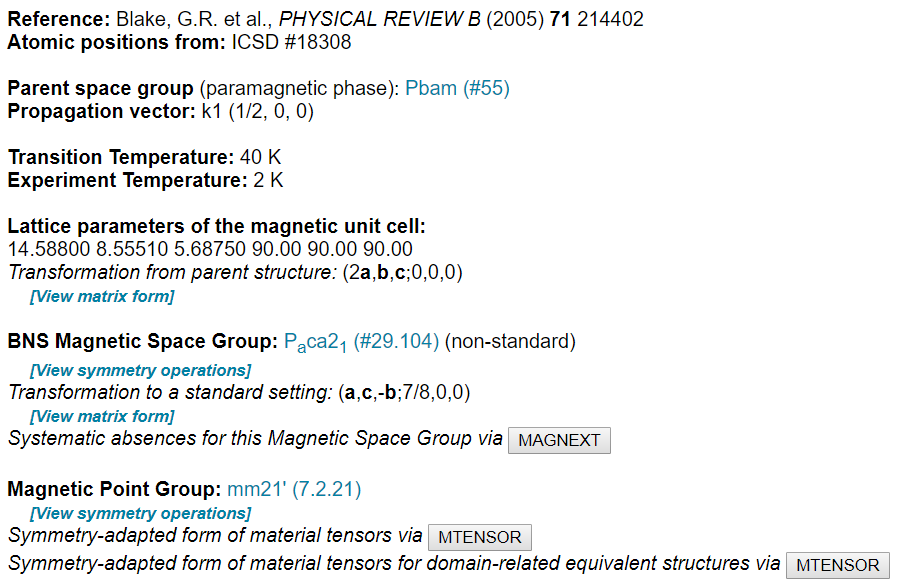 Reference: Blake, G.R. et al., PHYSICAL REVIEW B (2005) 71 214402
Atomic positions from: ICSD #18308
Parent space group (paramagnetic phase): Pbam (#55)
Propagation vector: k1 (1/2, 0, 0)
Transition Temperature: 40 K
Experiment Temperature: 2 K
Lattice parameters of the magnetic unit cell:
14.58800 8.55510 5.68750 90.00 90.00 90.00
Transformation from parent structure: (2a,b,c;0,0,0)
[View matrix form]
BNS Magnetic Space Group: Paca21 (#29.104) (non-standard)
[View symmetry operations]
Transformation to a standard setting: (a,c,-b;7/8,0,0)
[View matrix form]
Systematic absences for this Magnetic Space Group via MAGNEXT
Magnetic Point Group: mm21' (7.2.21)
[View symmetry operations]
Symmetry-adapted form of material tensors via MTENSOR
Symmetry-adapted form of material tensors for domain-related equivalent structures via MTENSOR